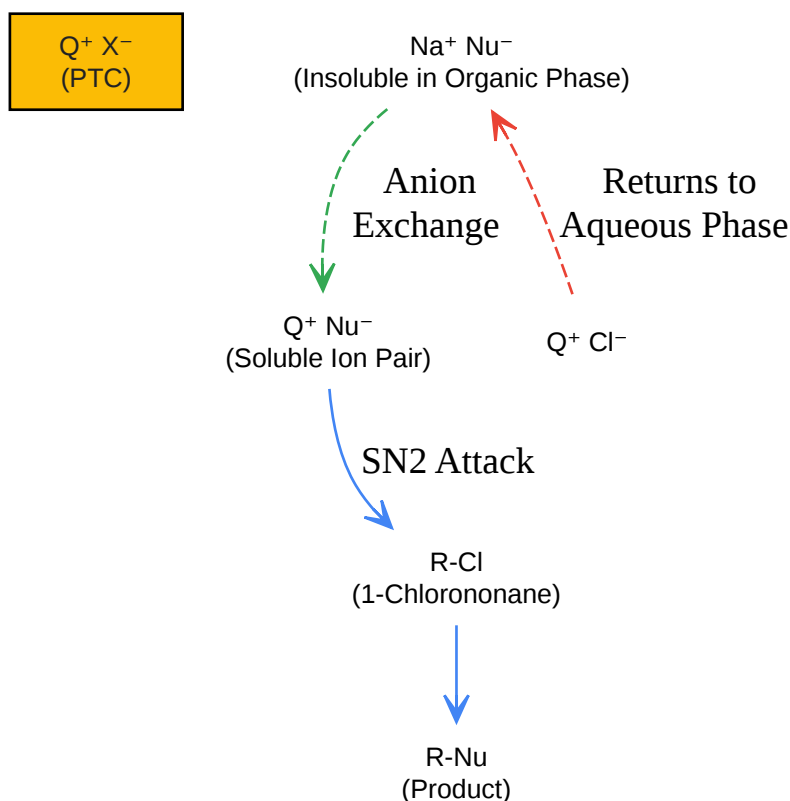 Q⁺ X⁻
(PTC)
Na⁺ Nu⁻
(Insoluble in Organic Phase)
Anion
Exchange
Returns to
Aqueous Phase
Q⁺ Nu⁻
(Soluble Ion Pair)
Q⁺ Cl⁻
SN2 Attack
R-Cl
(1-Chlorononane)
R-Nu
(Product)